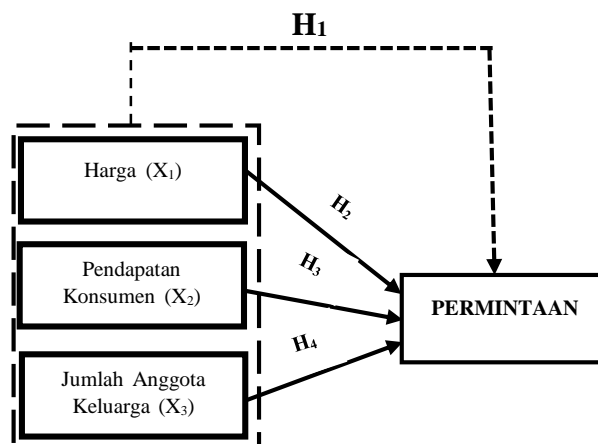 H₁
Harga (X₁)
H₂
Pendapatan
Konsumen (X₂)
H₃
PERMINTAAN
H₄
Jumlah Anggota
Keluarga (X₃)